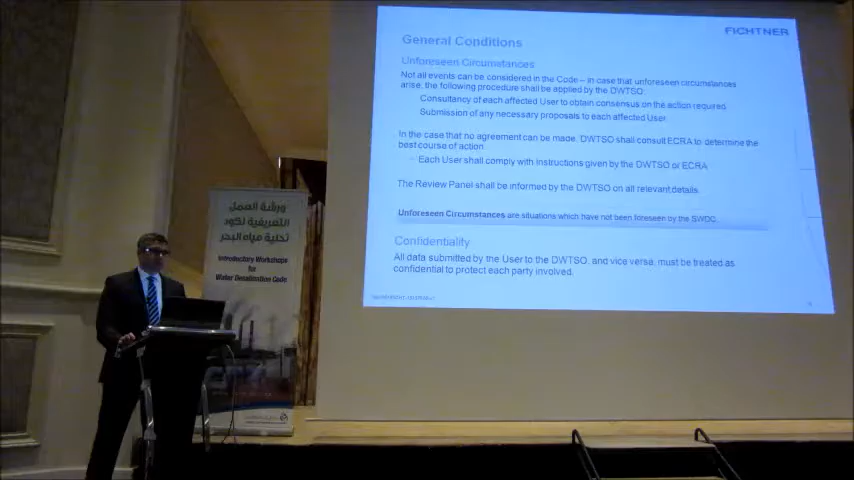 FICHTNER
General Conditions
Unforeseen Circumstances
Not all events can be considered in the Code – in case that unforeseen circumstances
arise, the following procedure shall be applied by the DWTSO:
Consultancy of each affected User to obtain consensus on the action required
Submission of any necessary proposals to each affected User
In the case that no agreement can be made, DWTSO shall consult ECRA to determine the
best course of action
Each User shall comply with instructions given by the DWTSO or ECRA
The Review Panel shall be informed by the DWTSO on all relevant details.
Unforeseen Circumstances are situations which have not been foreseen by the SWDC.
Confidentiality
All data submitted by the User to the DWTSO, and vice verse, must be treated as
confidential to protect each party involved.
ورشة العمل
التعريفية لكود
تحلية مياه البحر
Introductory Workshops
for
Water Desalination Code